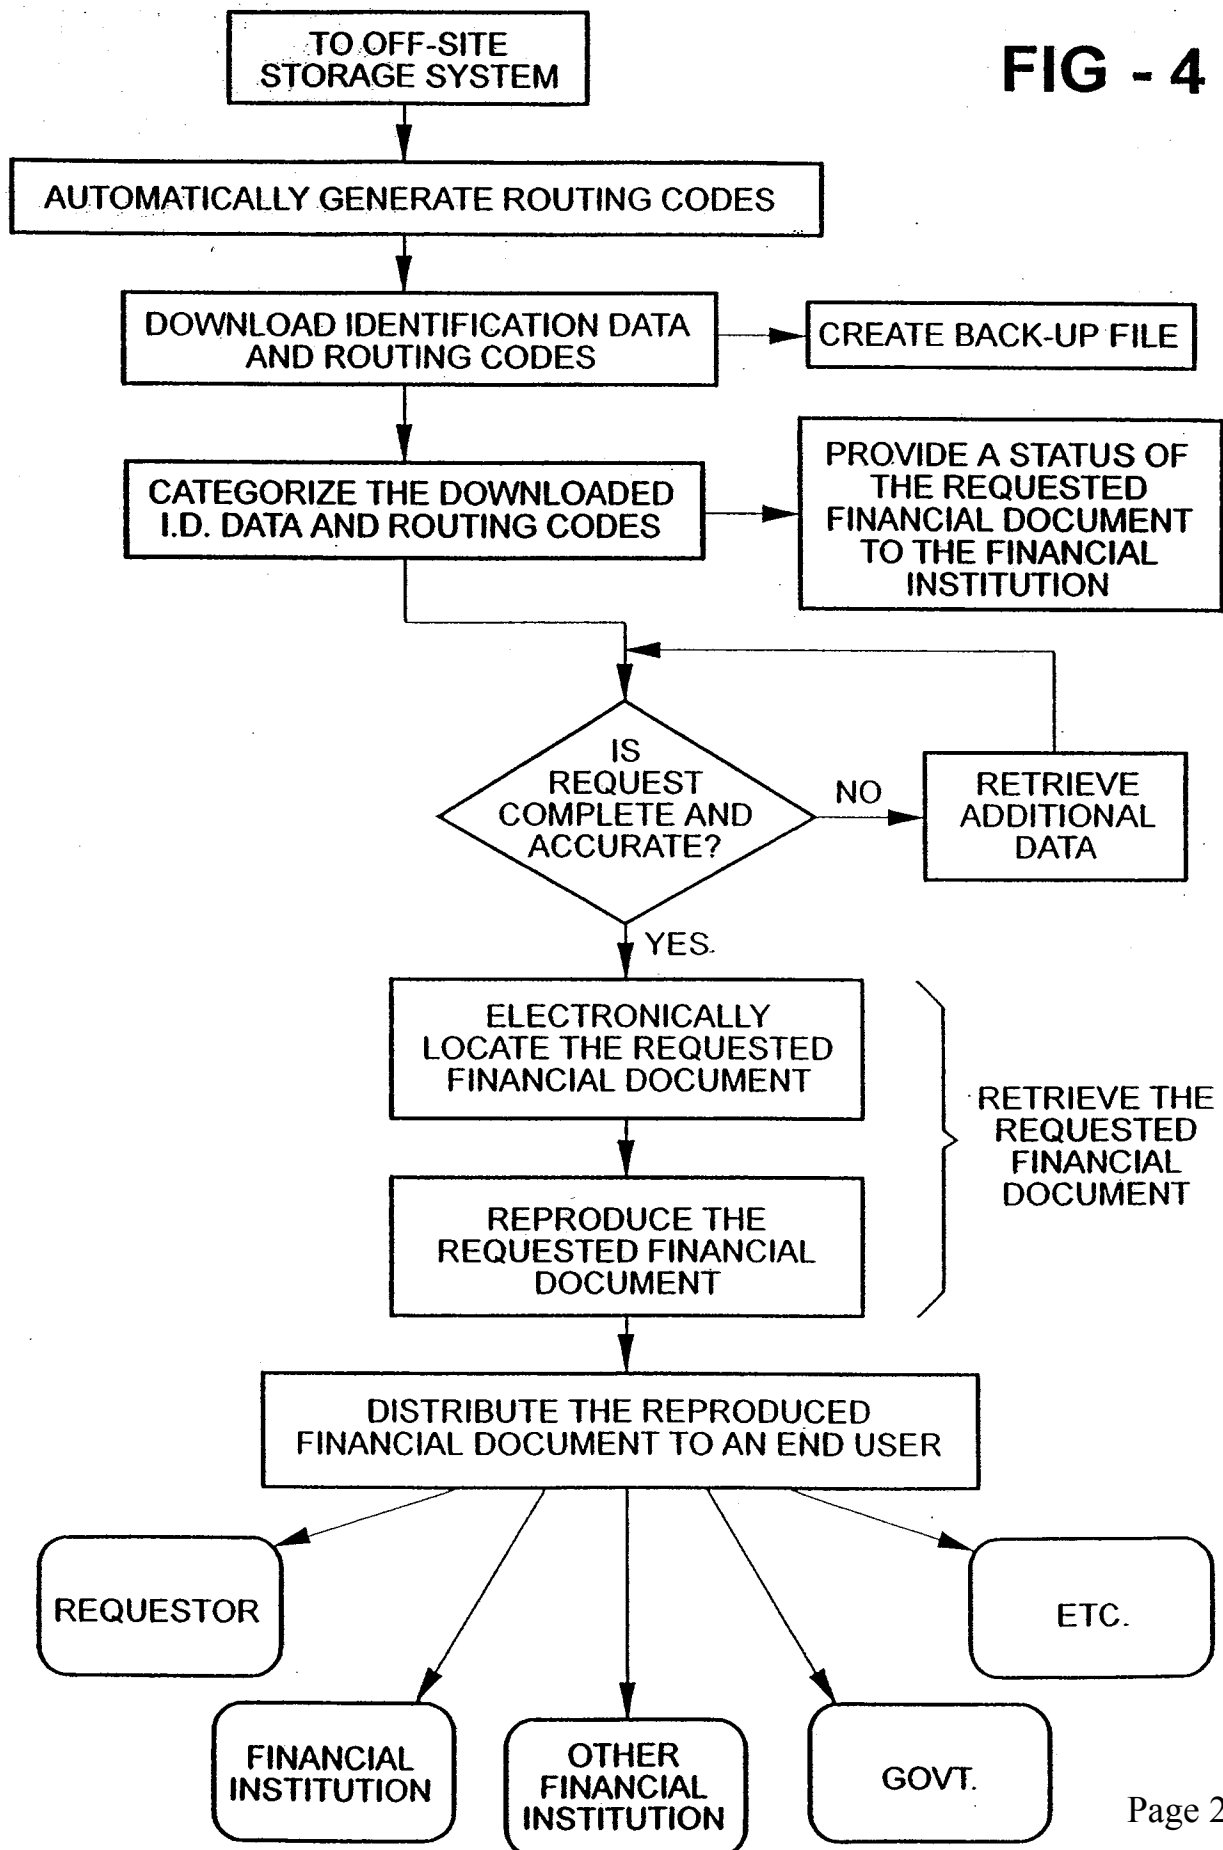 TO OFF-SITE
STORAGE SYSTEM
FIG - 4
AUTOMATICALLY GENERATE ROUTING CODES
DOWNLOAD IDENTIFICATION DATA
AND ROUTING CODES
CREATE BACK-UP FILE
CATEGORIZE THE DOWNLOADED
I.D. DATA AND ROUTING CODES
PROVIDE A STATUS OF
THE REQUESTED
FINANCIAL DOCUMENT
TO THE FINANCIAL
INSTITUTION
IS
REQUEST
COMPLETE AND
ACCURATE?
NO
RETRIEVE
ADDITIONAL
DATA
YES
ELECTRONICALLY
LOCATE THE REQUESTED
FINANCIAL DOCUMENT
REPRODUCE THE
REQUESTED FINANCIAL
DOCUMENT
RETRIEVE THE
REQUESTED
FINANCIAL
DOCUMENT
DISTRIBUTE THE REPRODUCED
FINANCIAL DOCUMENT TO AN END USER
REQUESTOR
FINANCIAL
INSTITUTION
OTHER
FINANCIAL
INSTITUTION
GOVT.
ETC.
Page 2